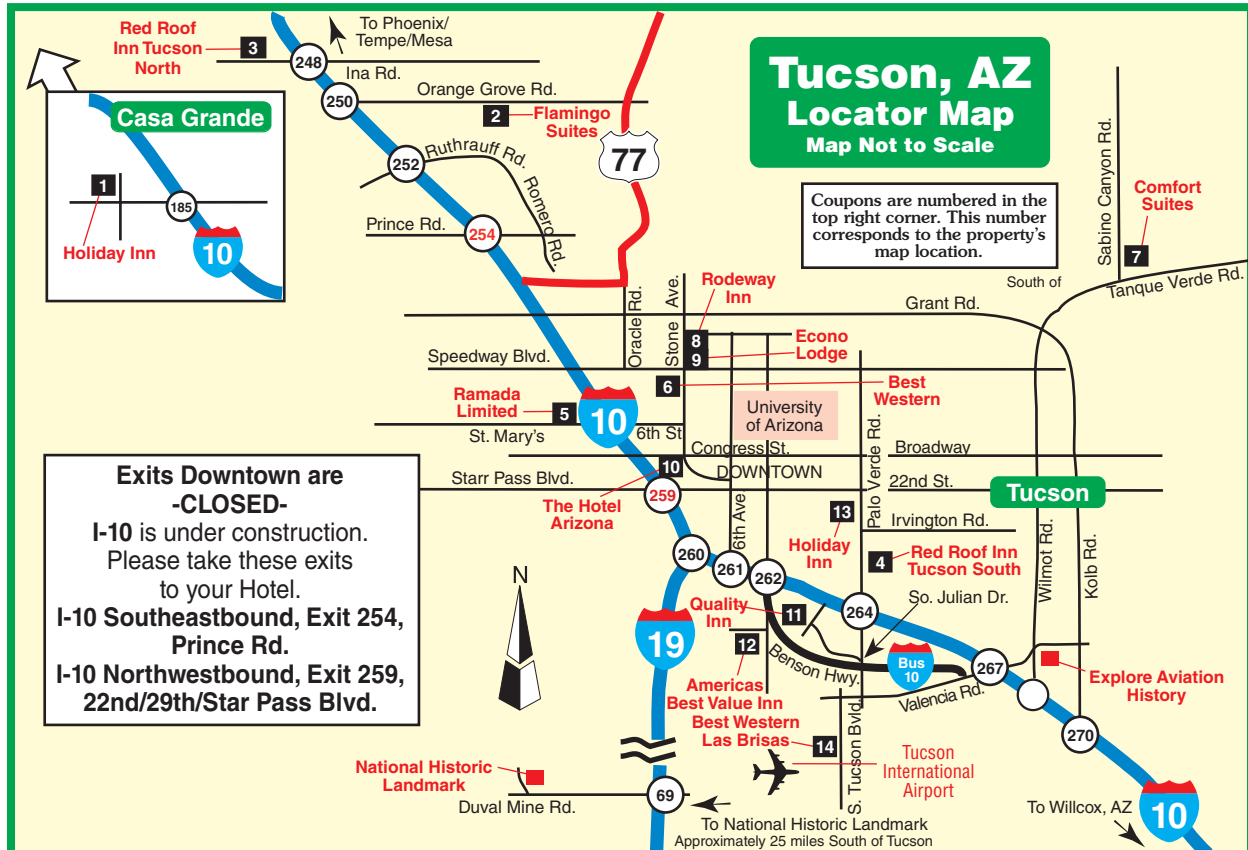 Tucson, AZ
Locator Map
Map Not to Scale
Coupons are numbered in the
top right corner. This number
corresponds to the property's
map location.
To Phoenix/
Tempe/Mesa
Red Roof
Inn Tucson
North
3
248
Ina Rd.
250
Orange Grove Rd.
2
Flamingo
Suites
77
Casa Grande
1
185
Holiday Inn
10
252
Ruthrauff Rd.
Romero Rd.
Prince Rd.
254
Sabino Canyon Rd.
Comfort
Suites
7
South of
Tanque Verde Rd.
Grant Rd.
Oracle Rd.
Stone Ave.
Rodeway
Inn
8
9
Econo
Lodge
Speedway Blvd.
6
Best
Western
Ramada
Limited
5
10
St. Mary's
6th St
University
of Arizona
Palo Verde Rd.
Congress St.
Broadway
10
DOWNTOWN
Starr Pass Blvd.
22nd St.
Tucson
The Hotel
Arizona
259
6th Ave.
13
Irvington Rd.
Holiday
Inn
4
Red Roof Inn
Tucson South
Wilmot Rd.
Kolb Rd.
Exits Downtown are
-CLOSED-
I-10 is under construction.
Please take these exits
to your Hotel.
I-10 Southeastbound, Exit 254,
Prince Rd.
I-10 Northwestbound, Exit 259,
22nd/29th/Star Pass Blvd.
N
260
261
262
264
So. Julian Dr.
Quality
Inn
11
19
12
Benson Hwy.
Bus
10
267
Valencia Rd.
Explore Aviation
History
Americas
Best Value Inn
Best Western
Las Brisas
14
S. Tucson Bvld.
270
Tucson
International
Airport
National Historic
Landmark
Duval Mine Rd.
69
To National Historic Landmark
Approximately 25 miles South of Tucson
To Willcox, AZ
10